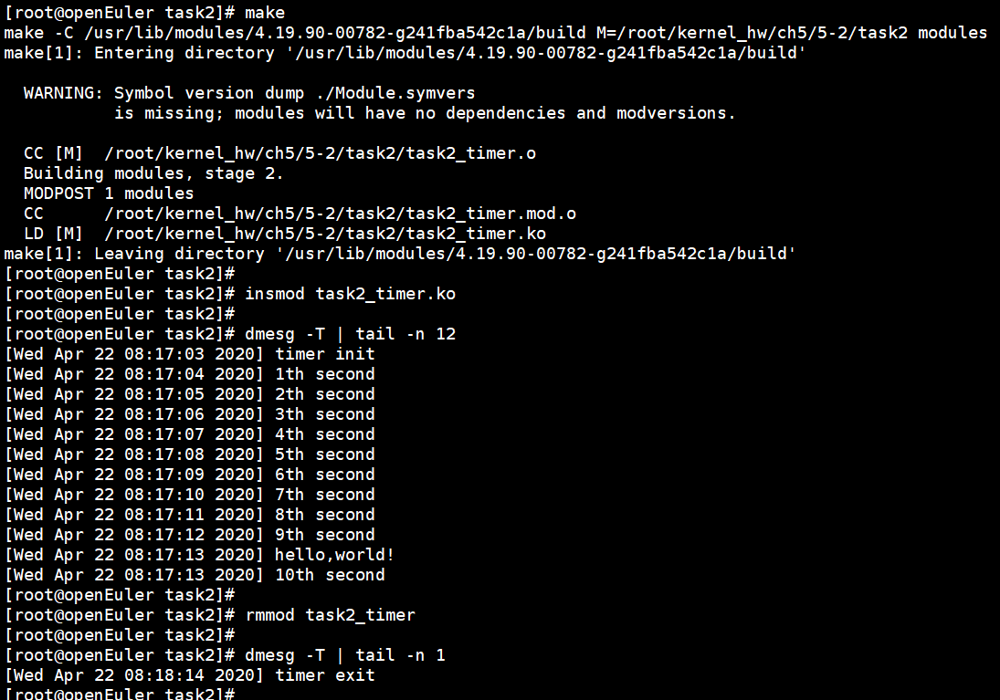 [root@openEuler task2]# make
make -C /usr/lib/modules/4.19.90-00782-g241fba542c1a/build M=/root/kernel_hw/ch5/5-2/task2 modules
make[1]: Entering directory '/usr/lib/modules/4.19.90-00782-g241fba542c1a/build'
WARNING: Symbol version dump ./Module.symvers
is missing; modules will have no dependencies and modversions.
CC [M]  /root/kernel_hw/ch5/5-2/task2/task2_timer.o
Building modules, stage 2.
MODPOST 1 modules
CC      /root/kernel_hw/ch5/5-2/task2/task2_timer.mod.o
LD [M]  /root/kernel_hw/ch5/5-2/task2/task2_timer.ko
make[1]: Leaving directory '/usr/lib/modules/4.19.90-00782-g241fba542c1a/build'
[root@openEuler task2]#
[root@openEuler task2]# insmod task2_timer.ko
[root@openEuler task2]#
[root@openEuler task2]# dmesg -T | tail -n 12
[Wed Apr 22 08:17:03 2020] timer init
[Wed Apr 22 08:17:04 2020] 1th second
[Wed Apr 22 08:17:05 2020] 2th second
[Wed Apr 22 08:17:06 2020] 3th second
[Wed Apr 22 08:17:07 2020] 4th second
[Wed Apr 22 08:17:08 2020] 5th second
[Wed Apr 22 08:17:09 2020] 6th second
[Wed Apr 22 08:17:10 2020] 7th second
[Wed Apr 22 08:17:11 2020] 8th second
[Wed Apr 22 08:17:12 2020] 9th second
[Wed Apr 22 08:17:13 2020] hello,world!
[Wed Apr 22 08:17:13 2020] 10th second
[root@openEuler task2]#
[root@openEuler task2]# rmmod task2_timer
[root@openEuler task2]#
[root@openEuler task2]# dmesg -T | tail -n 1
[Wed Apr 22 08:18:14 2020] timer exit
[root@openEuler task2]#